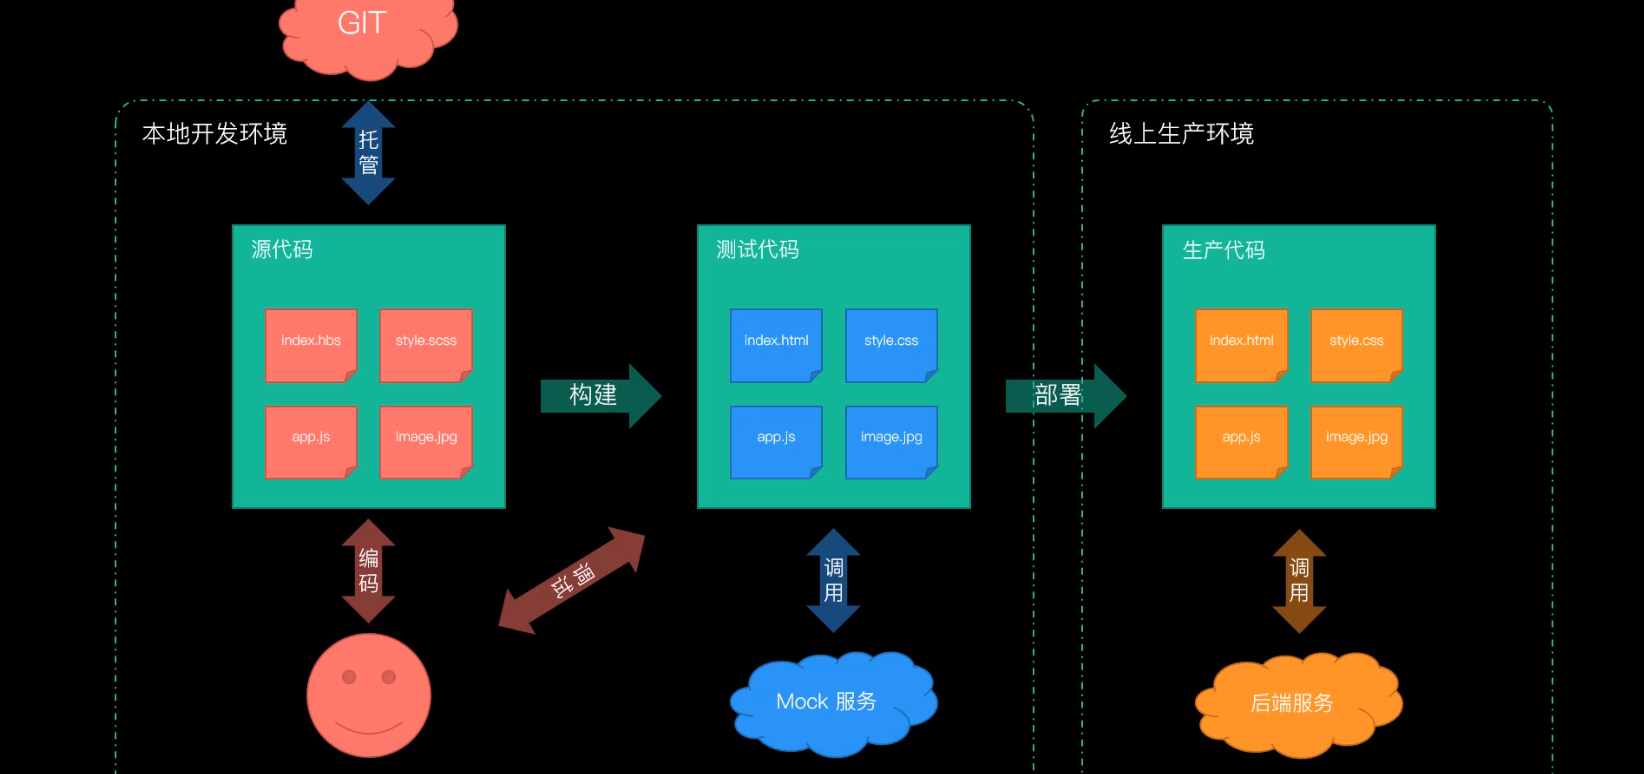 GIT
本地开发环境
线上生产环境
托
管
源代码
测试代码
生产代码
index.hbs
style.scss
index.html
style.css
index.html
style.css
构建
部署
app.js
image.jpg
app.js
image.jpg
app.js
image.jpg
编
码
调试
调
用
调
用
Mock 服务
后端服务